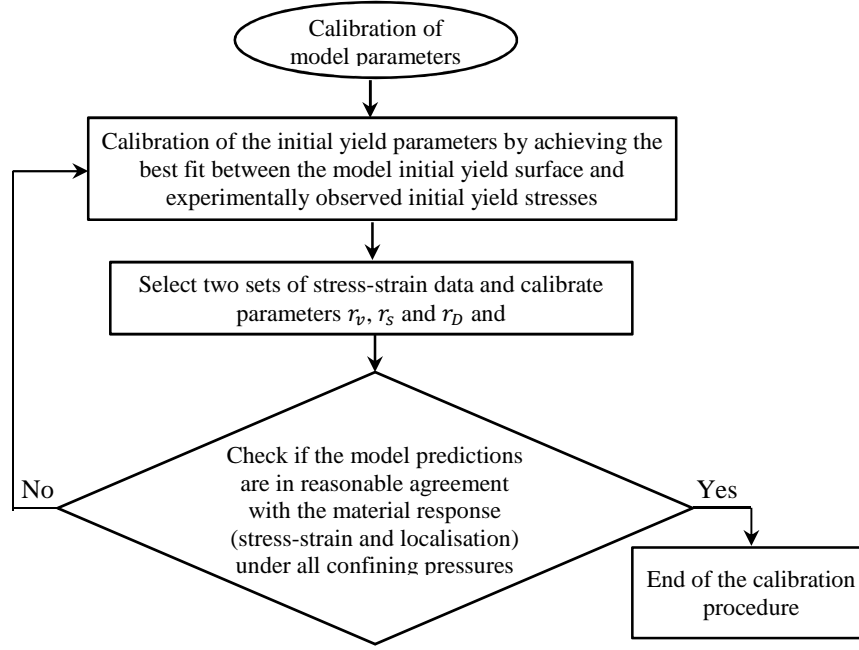 Calibration of
model parameters
Calibration of the initial yield parameters by achieving the
best fit between the model initial yield surface and
experimentally observed initial yield stresses
Select two sets of stress-strain data and calibrate
parameters r_v, r_s and r_D and
Check if the model predictions
are in reasonable agreement
with the material response
(stress-strain and localisation)
under all confining pressures
No
Yes
End of the calibration
procedure